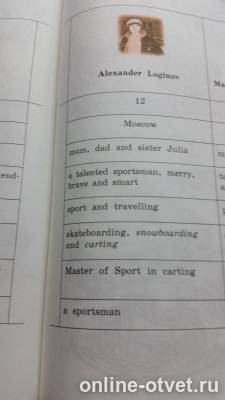 Alexander Loginov
Ma
12
Moscow
mum, dad and sister Julia
m
end-
a talented sportsman, merry,
brave and smart
ta
sport and travelling
skateboarding, snowboarding
and carting
Master of Sport in carting
a sportsman
online-otvet.ru